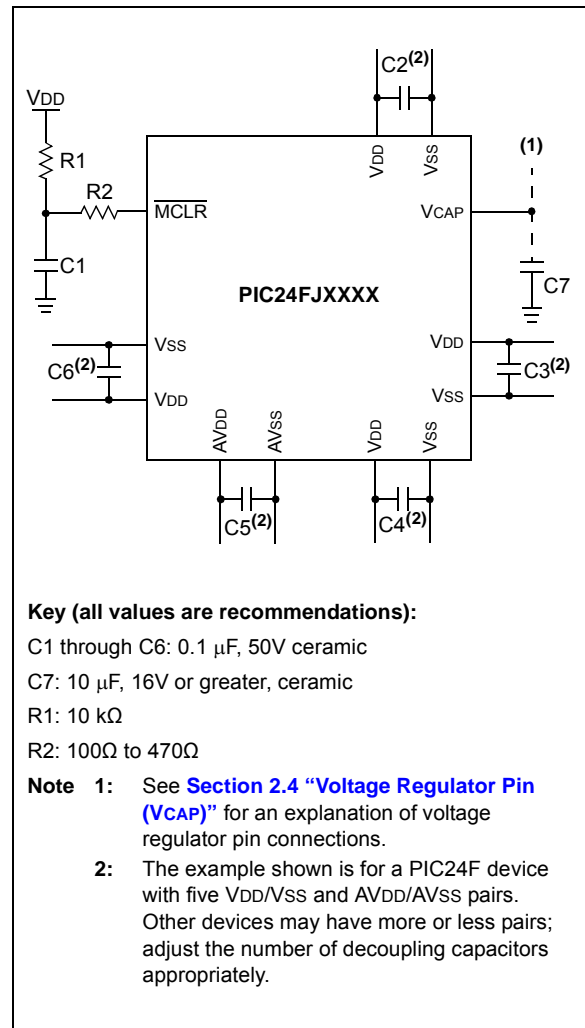 C2(2)
VDD
R1
R2
C1
MCLR
VDD
VSS
(1)
VCAP
C7
PIC24FJXXXX
VSS
C6(2)
VDD
VDD
C3(2)
VSS
AVDD
AVSS
VDD
VSS
C5(2)
C4(2)
Key (all values are recommendations):
C1 through C6: 0.1 μF, 50V ceramic
C7: 10 μF, 16V or greater, ceramic
R1: 10 kΩ
R2: 100Ω to 470Ω
Note 1: See Section 2.4 “Voltage Regulator Pin
(VCAP)” for an explanation of voltage
regulator pin connections.
2: The example shown is for a PIC24F device
with five VDD/VSS and AVDD/AVSS pairs.
Other devices may have more or less pairs;
adjust the number of decoupling capacitors
appropriately.